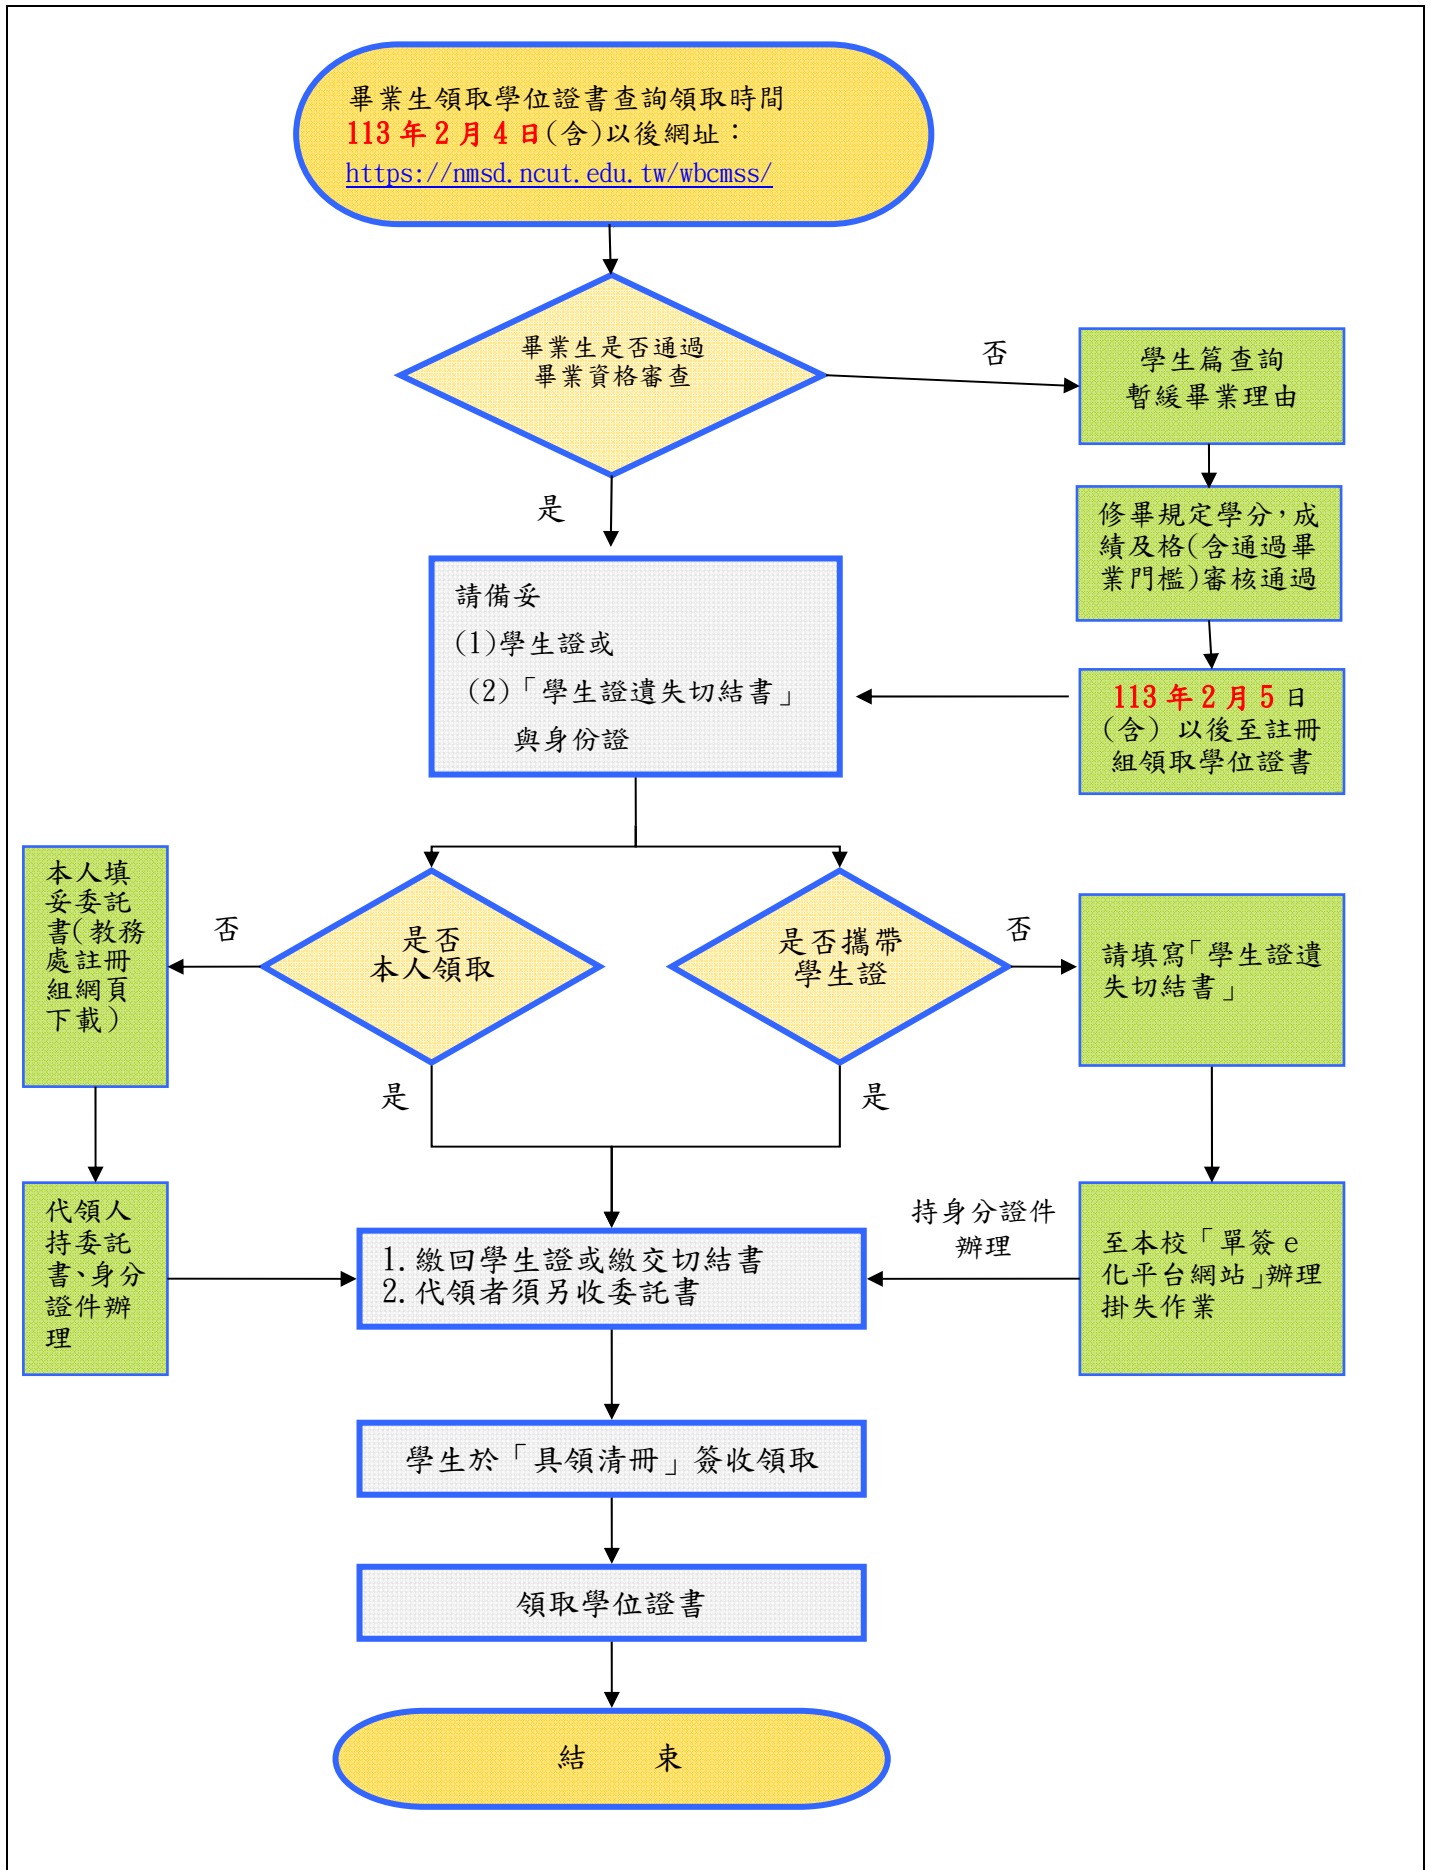 畢業生領取學位證書查詢領取時間
113 年 2 月 4 日(含)以後網址：
https://nmsd.ncut.edu.tw/wbcmss/
畢業生是否通過
畢業資格審查
否
學生篇查詢
暫緩畢業理由
是
修畢規定學分，成
績及格(含通過畢
業門檻)審核通過
請備妥
(1)學生證或
(2)「學生證遺失切結書」
與身份證
113 年 2 月 5 日
(含) 以後至註冊
組領取學位證書
本人填
妥委託
書(教務
處註冊
組網頁
下載)
否
是否
本人領取
是否攜帶
學生證
否
請填寫「學生證遺
失切結書」
是
是
代領人
持委託
書、身分
證件辦
理
1.繳回學生證或繳交切結書
2.代領者須另收委託書
持身分證件
辦理
至本校「單簽 e
化平台網站」辦理
掛失作業
學生於「具領清冊」簽收領取
領取學位證書
結 束